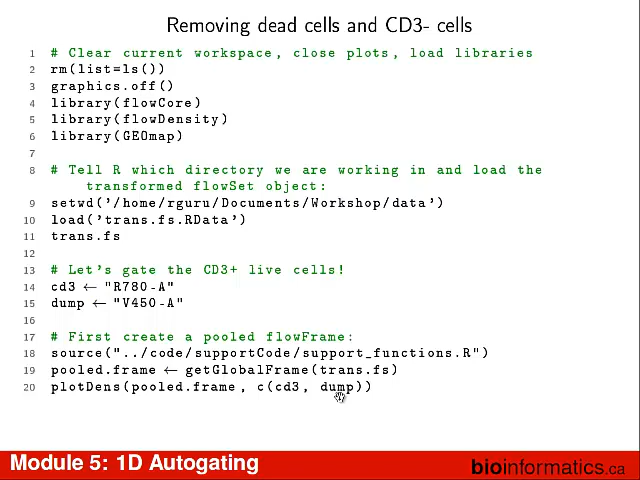 Removing dead cells and CD3- cells
1 # Clear current workspace, close plots, load libraries
2 rm(list=ls())
3 graphics.off()
4 library(flowCore)
5 library(flowDensity)
6 library(GEOmap)
7
8 # Tell R which directory we are working in and load the
transformed flowSet object:
9 setwd('/home/rguru/Documents/Workshop/data')
10 load('trans.fs.RData')
11 trans.fs
12
13 # Let's gate the CD3+ live cells!
14 cd3 ← "R780-A"
15 dump ← "V450-A"
16
17 # First create a pooled flowFrame:
18 source("../code/supportCode/support_functions.R")
19 pooled.frame ← getGlobalFrame(trans.fs)
20 plotDens(pooled.frame, c(cd3, dump))
Module 5: 1D Autogating
bioinformatics.ca